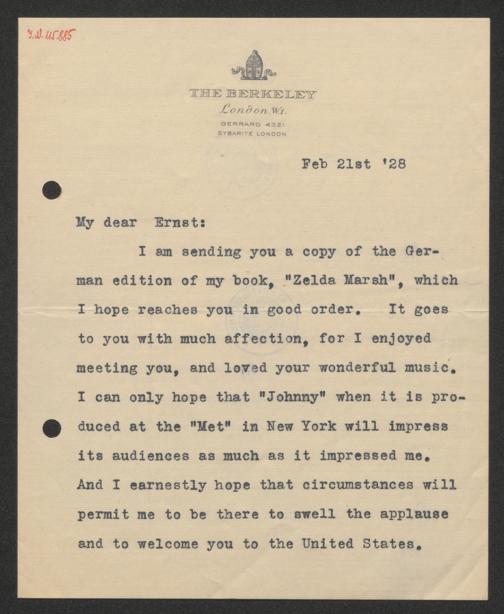 THE BERKELEY
London, W.1.
GERRARD 4321
SYBARITE LONDON
Feb 21st '28
My dear Ernst:
I am sending you a copy of the Ger-
man edition of my book, "Zelda Marsh", which
I hope reaches you in good order. It goes
to you with much affection, for I enjoyed
meeting you, and loved your wonderful music.
I can only hope that "Johnny" when it is pro-
duced at the "Met" in New York will impress
its audiences as much as it impressed me.
And I earnestly hope that circumstances will
permit me to be there to swell the applause
and to welcome you to the United States.